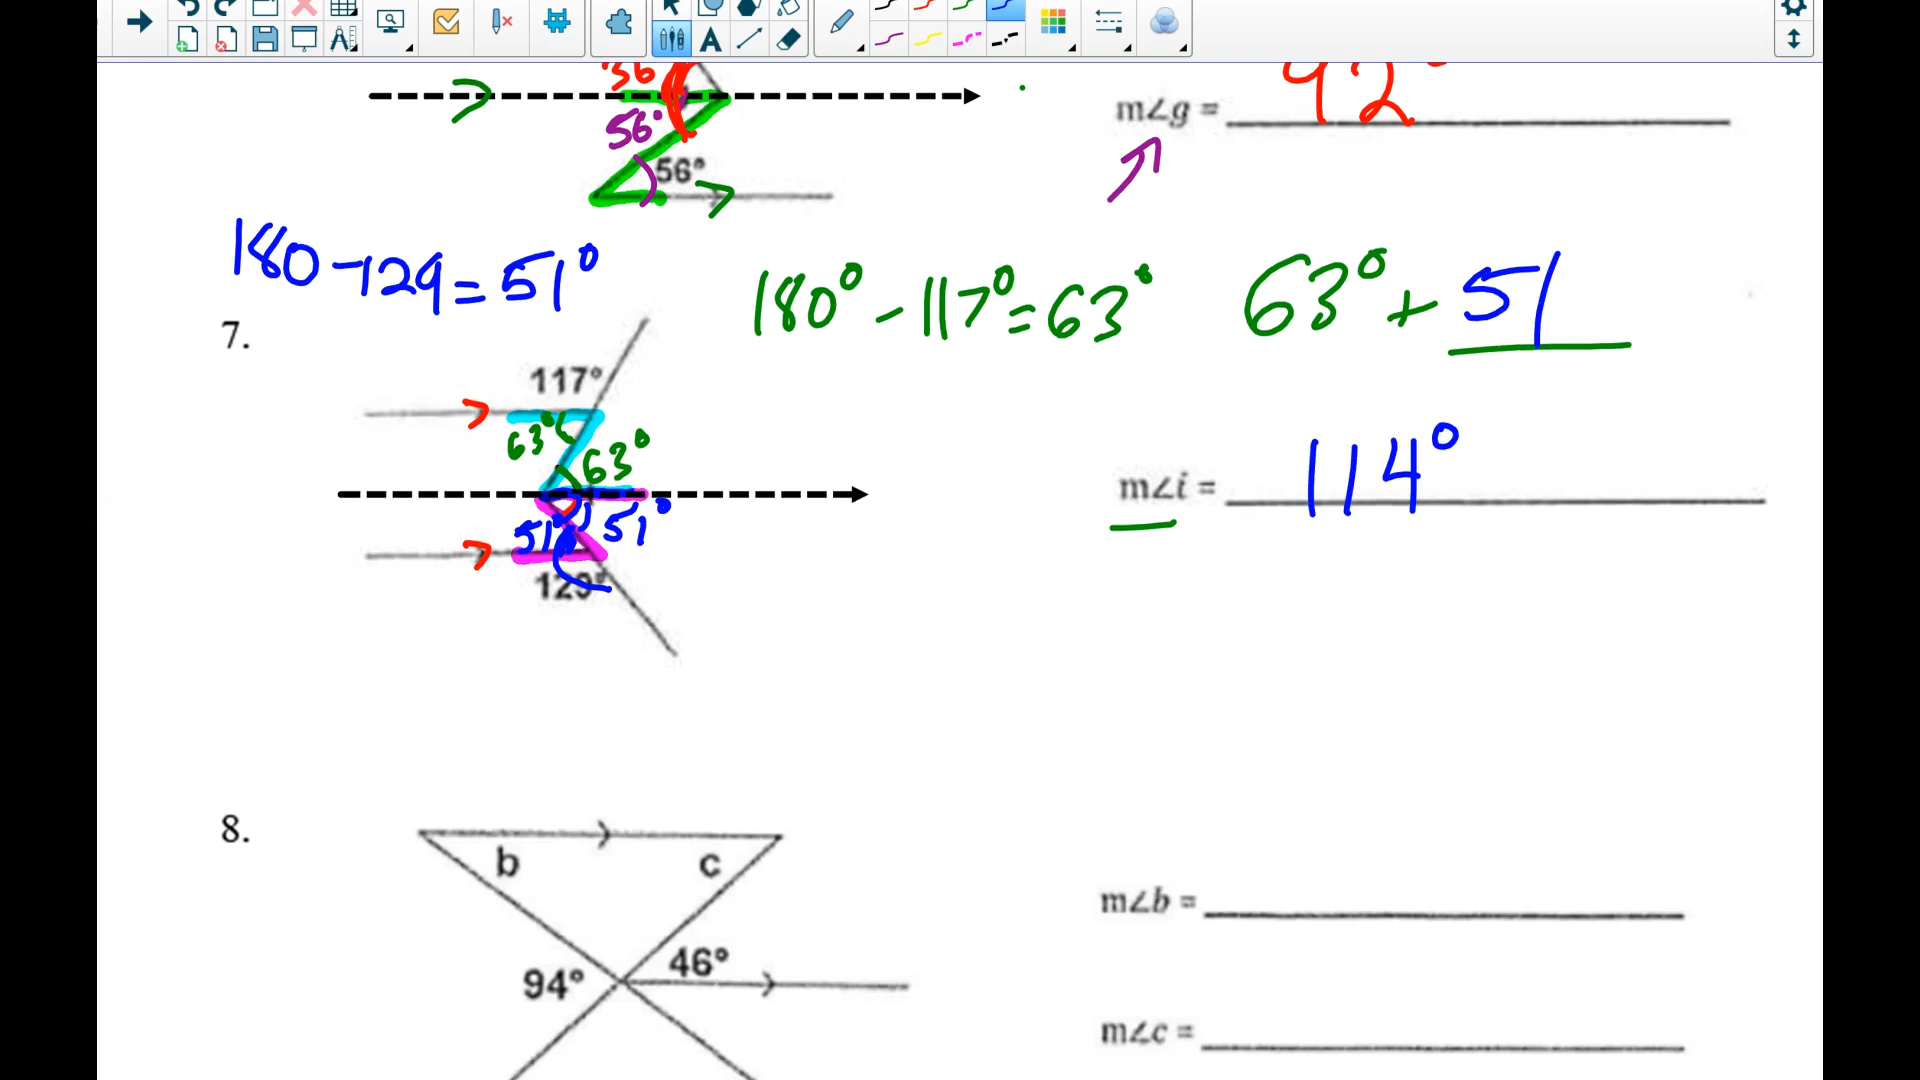 36
56°
56°
m∠g = 92°
180 - 129 = 51°
180° - 117° = 63°
63° + 51
7.
117°
63°
63°
m∠i = 114°
51°
51°
129°
8.
b
c
m∠b =
94°
46°
m∠c =